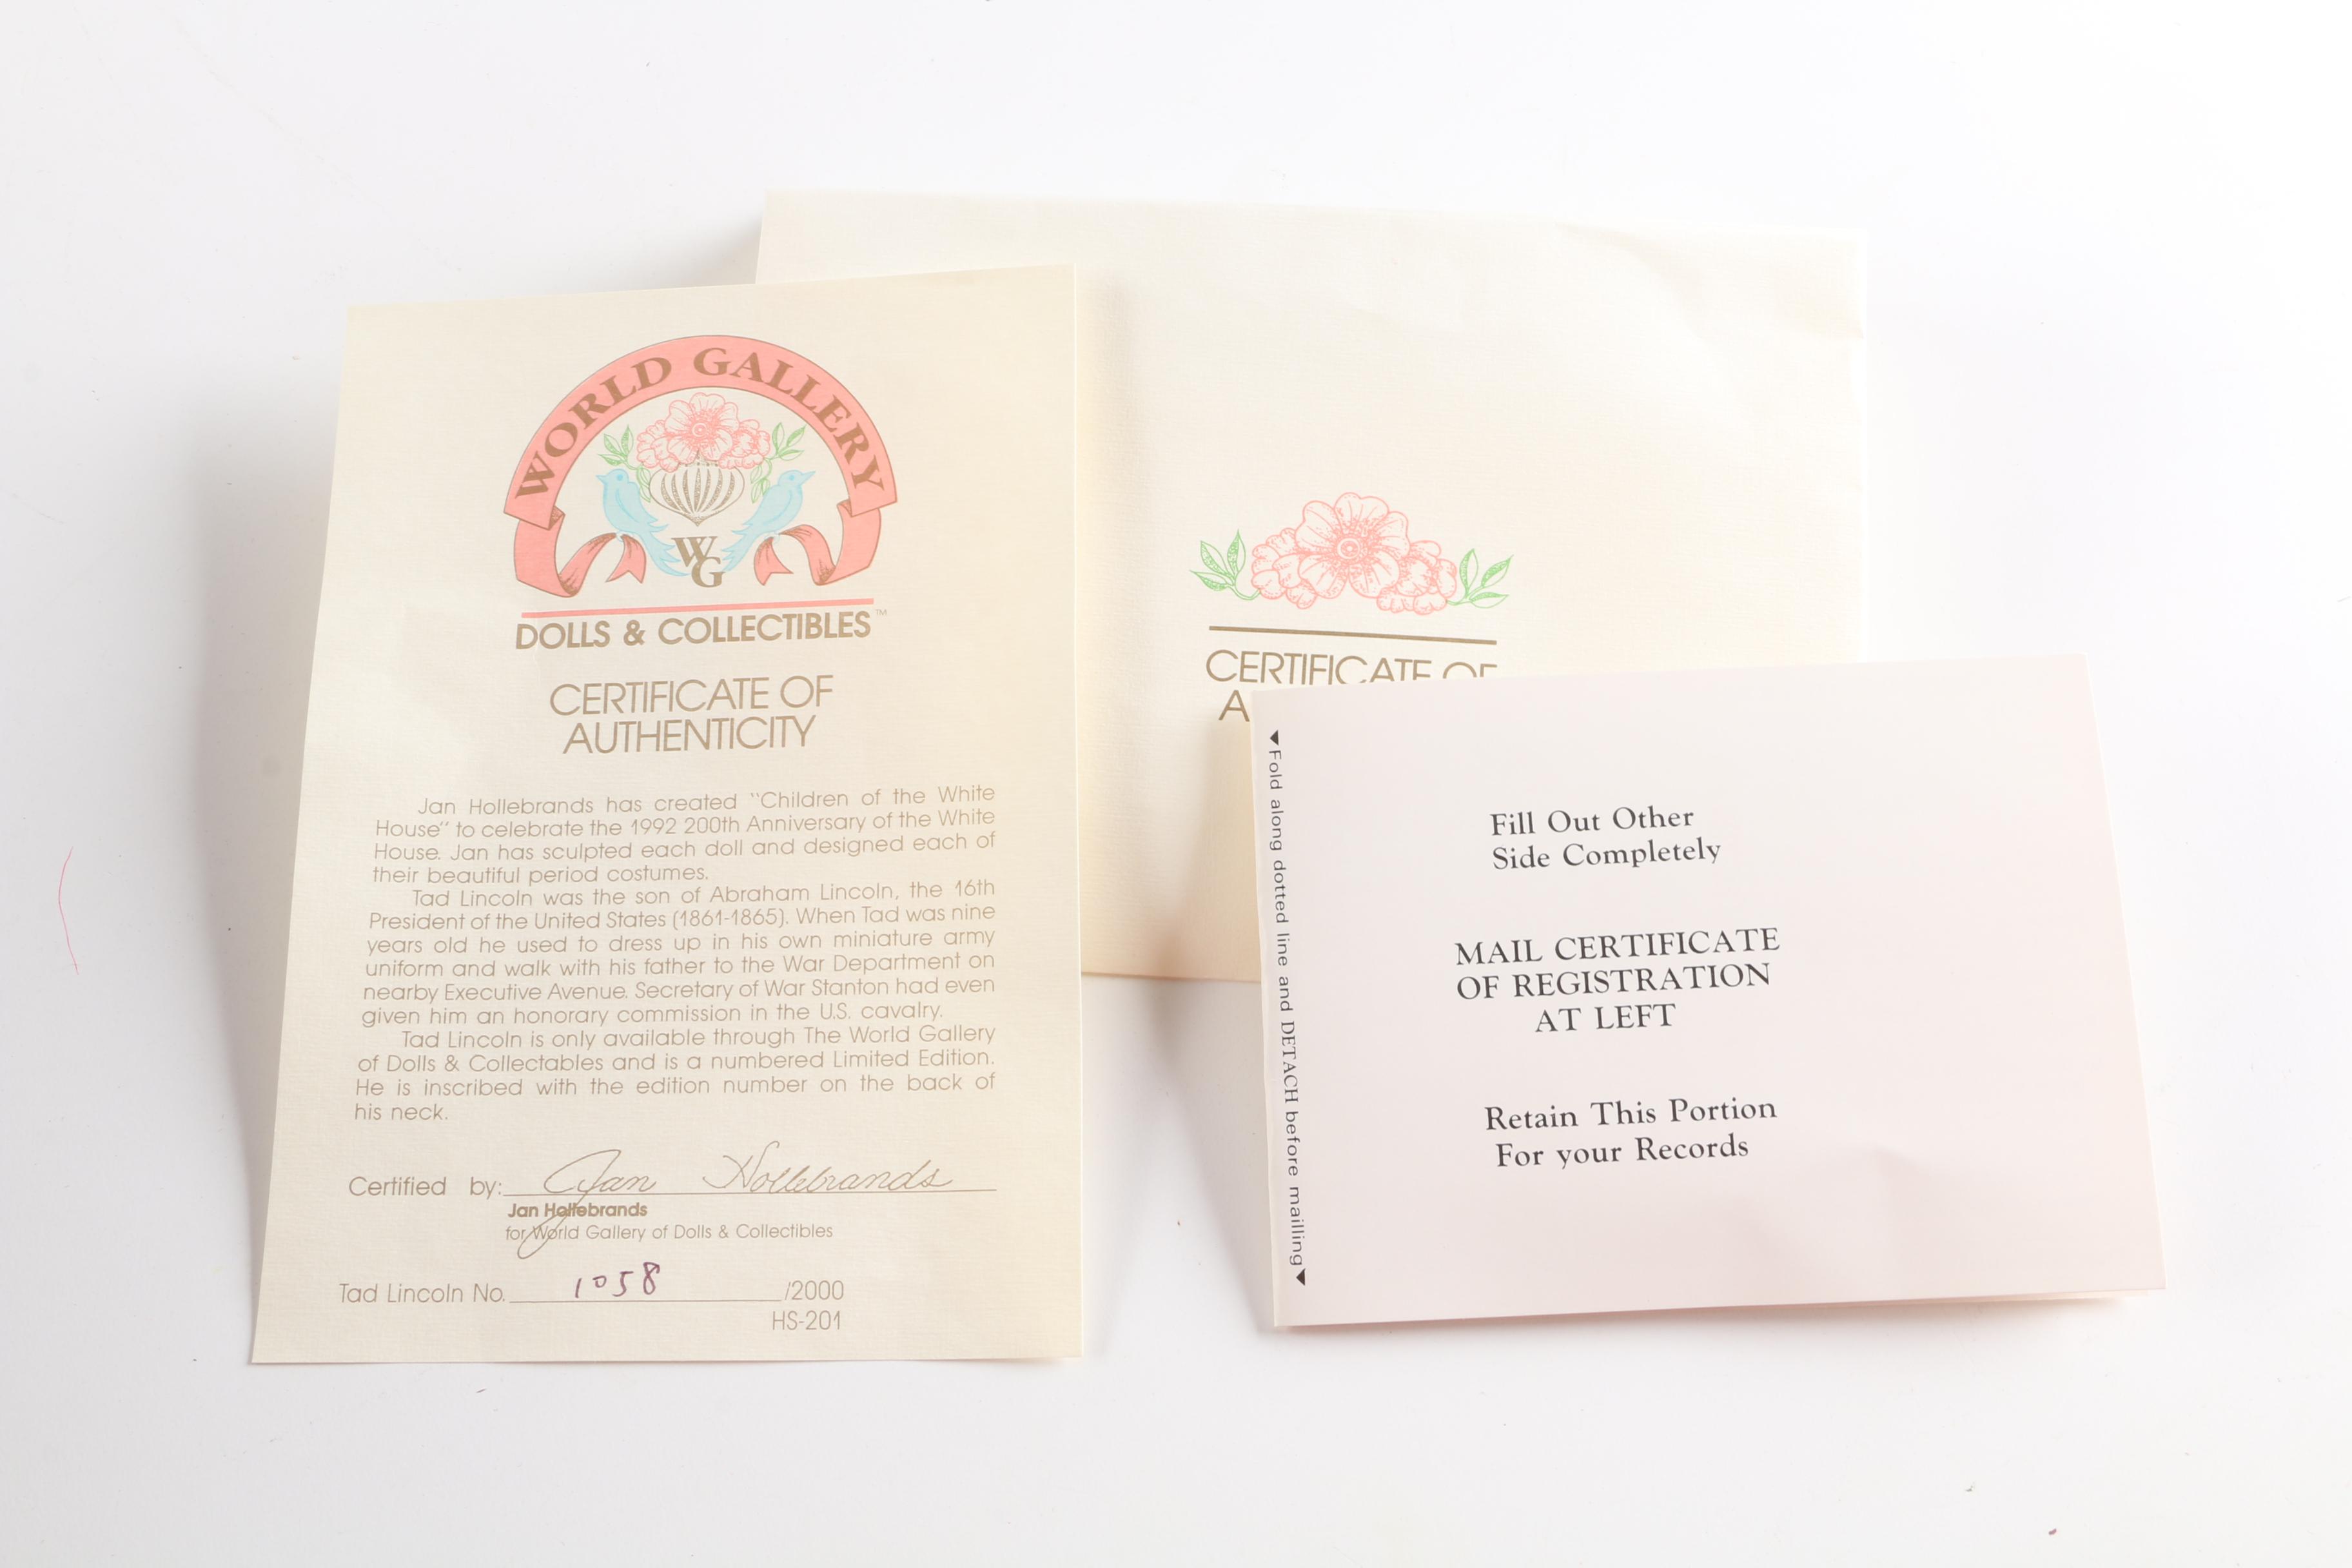 WORLD GALLERY
WG
DOLLS & COLLECTIBLES™
CERTIFICATE OF
AUTHENTICITY
Jan Hollebrands has created "Children of the White
House" to celebrate the 1992 200th Anniversary of the White
House. Jan has sculpted each doll and designed each of
their beautiful period costumes.
Tad Lincoln was the son of Abraham Lincoln, the 16th
President of the United States (1861-1865). When Tad was nine
years old he used to dress up in his own miniature army
uniform and walk with his father to the War Department on
nearby Executive Avenue. Secretary of War Stanton had even
given him an honorary commission in the U.S. cavalry.
Tad Lincoln is only available through The World Gallery
of Dolls & Collectables and is a numbered Limited Edition.
He is inscribed with the edition number on the back of
his neck.
Certified by: Jan Hollebrands
Jan Hollebrands
for World Gallery of Dolls & Collectibles
Tad Lincoln No. 1058 /2000
HS-201
CERTIFICATE OF
A
Fold along dotted line and DETACH before mailling
Fill Out Other
Side Completely
MAIL CERTIFICATE
OF REGISTRATION
AT LEFT
Retain This Portion
For your Records